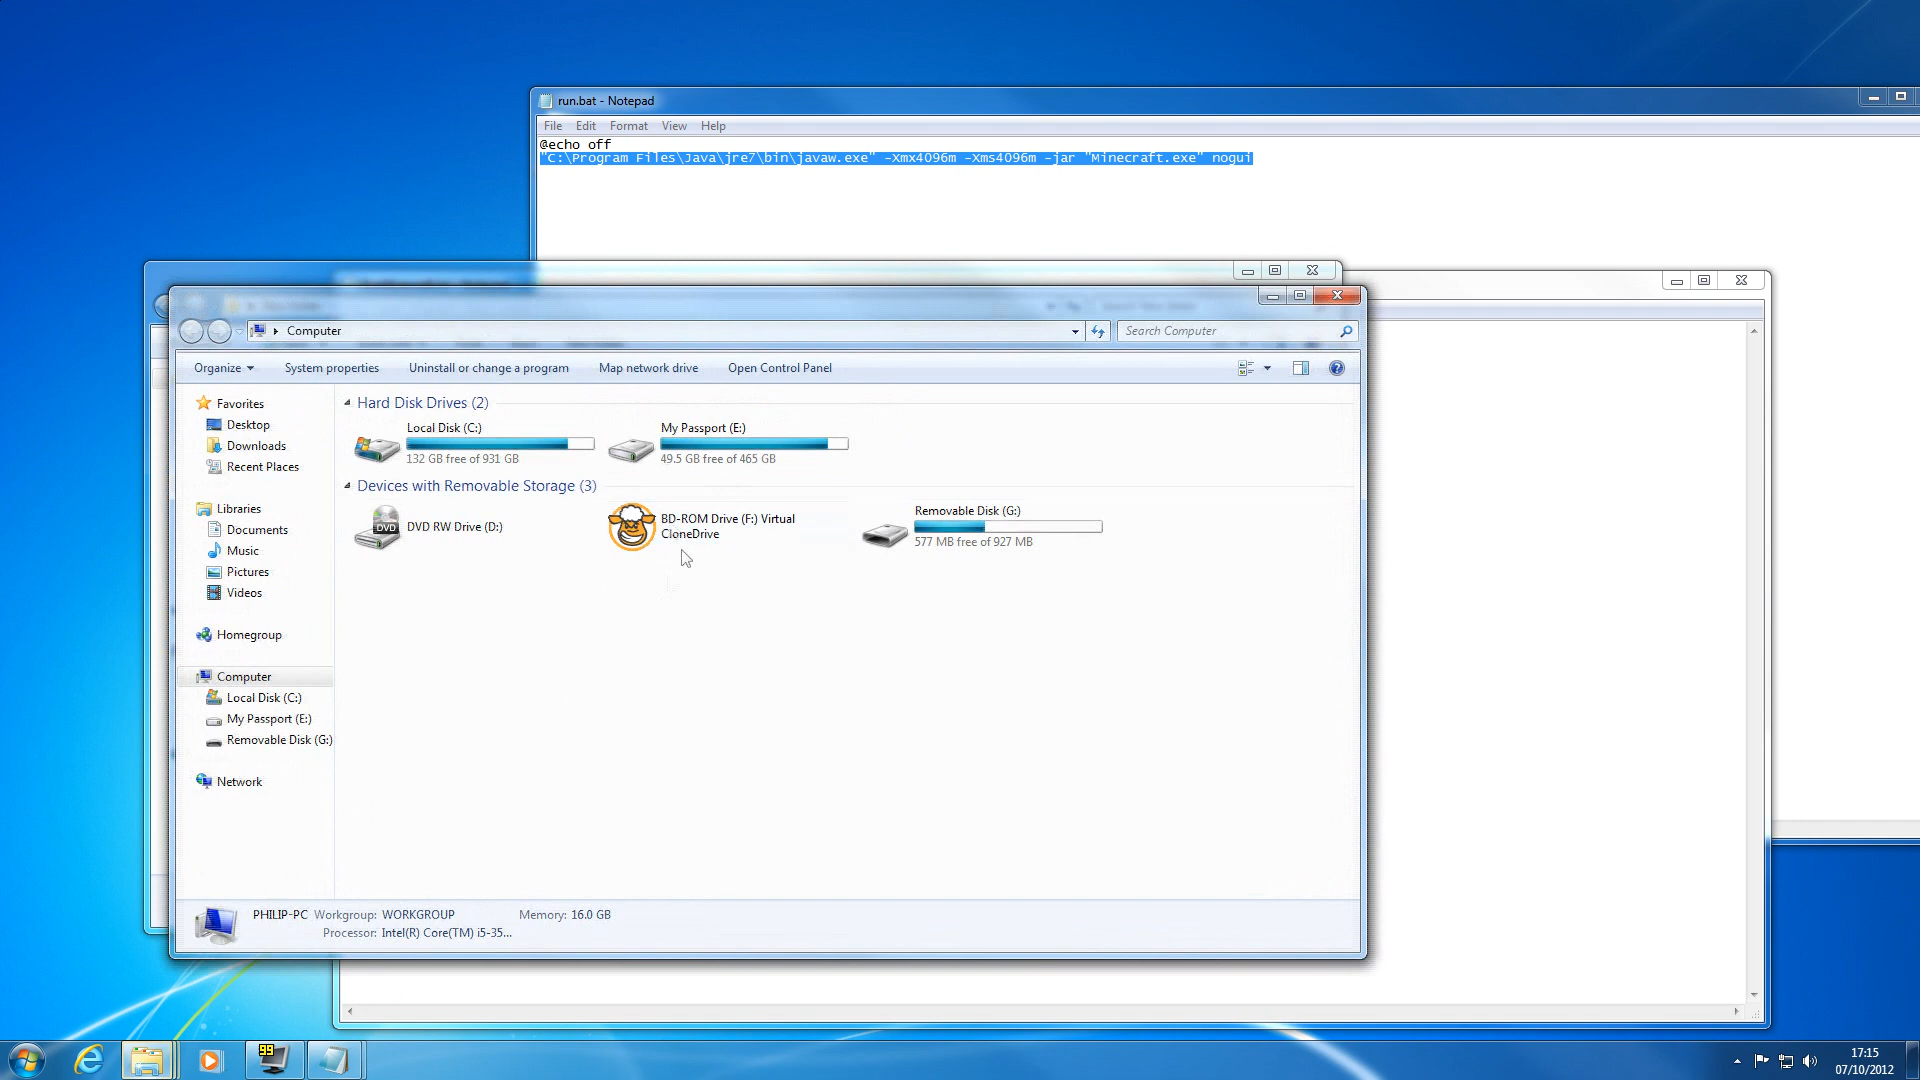 run.bat - Notepad
File Edit Format View Help
@echo off
"C:\Program Files\Java\jre7\bin\javaw.exe" -Xmx4096m -Xms4096m -jar "Minecraft.exe" nogui
Computer
Search Computer
Organize System properties Uninstall or change a program Map network drive Open Control Panel
Favorites
Desktop
Downloads
Recent Places
Libraries
Documents
Music
Pictures
Videos
Homegroup
Computer
Local Disk (C:)
My Passport (E:)
Removable Disk (G:)
Network
Hard Disk Drives (2)
Local Disk (C:)
132 GB free of 931 GB
My Passport (E:)
49.5 GB free of 465 GB
Devices with Removable Storage (3)
DVD
DVD RW Drive (D:)
BD-ROM Drive (F:) Virtual
CloneDrive
Removable Disk (G:)
577 MB free of 927 MB
PHILIP-PC Workgroup: WORKGROUP Memory: 16.0 GB
Processor: Intel(R) Core(TM) i5-35...
99
17:15
07/10/2012